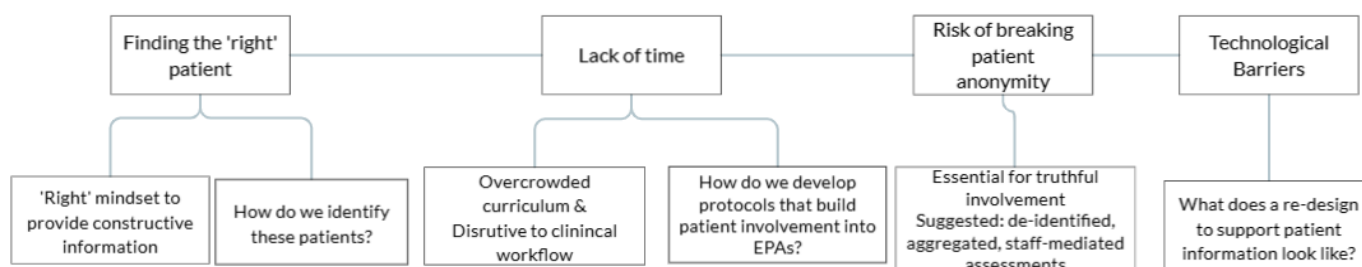 Finding the 'right'
patient
Lack of time
Risk of breaking
patient
anonymity
Technological
Barriers
'Right' mindset to
provide constructive
information
How do we identify
these patients?
Overcrowded
curriculum &
Disrutive to clinincal
workflow
How do we develop
protocols that build
patient involvement into
EPAs?
Essential for truthful
involvement
Suggested: de-identified,
aggregated, staff-mediated
assessments
What does a re-design
to support patient
information look like?